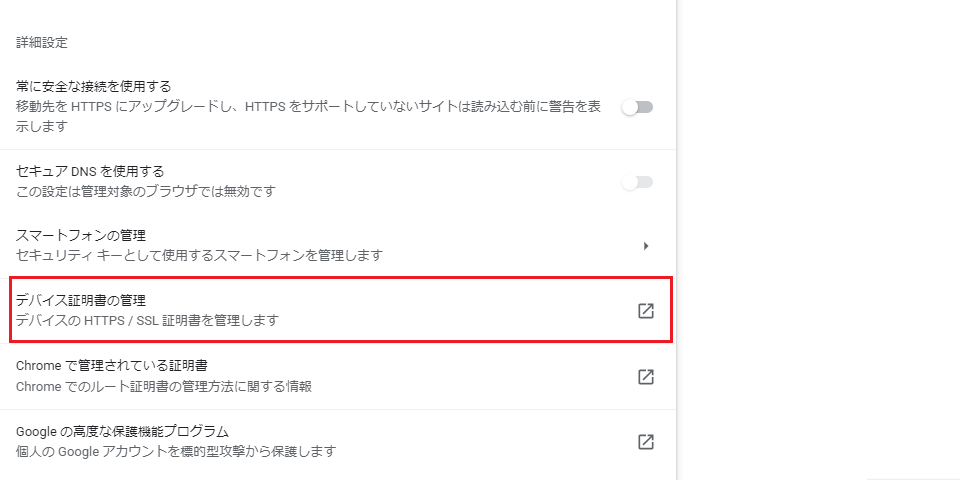 詳細設定
常に安全な接続を使用する
移動先を HTTPS にアップグレードし、HTTPS をサポートしていないサイトは読み込む前に警告を表
示します
セキュア DNS を使用する
この設定は管理対象のブラウザでは無効です
スマートフォンの管理
セキュリティ キーとして使用するスマートフォンを管理します
デバイス証明書の管理
デバイスの HTTPS / SSL 証明書を管理します
Chrome で管理されている証明書
Chrome でのルート証明書の管理方法に関する情報
Google の高度な保護機能プログラム
個人の Google アカウントを標的型攻撃から保護します